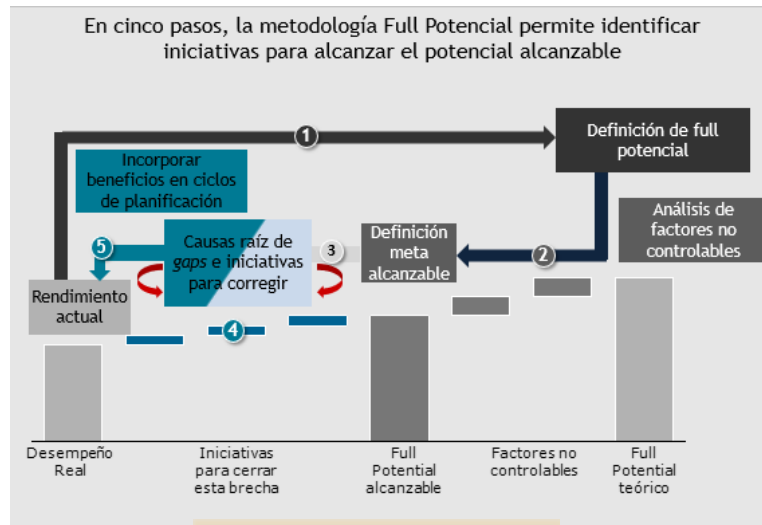 En cinco pasos, la metodología Full Potencial permite identificar
iniciativas para alcanzar el potencial alcanzable
1
Definición de full
potencial
Incorporar
beneficios en ciclos
de planificación
Análisis de
factores no
controlables
5
Causas raíz de
gaps e iniciativas
para corregir
3
Definición
meta
alcanzable
2
Rendimiento
actual
4
Desempeño
Real
Iniciativas
para cerrar
esta brecha
Full
Potential
alcanzable
Factores no
controlables
Full
Potential
teórico